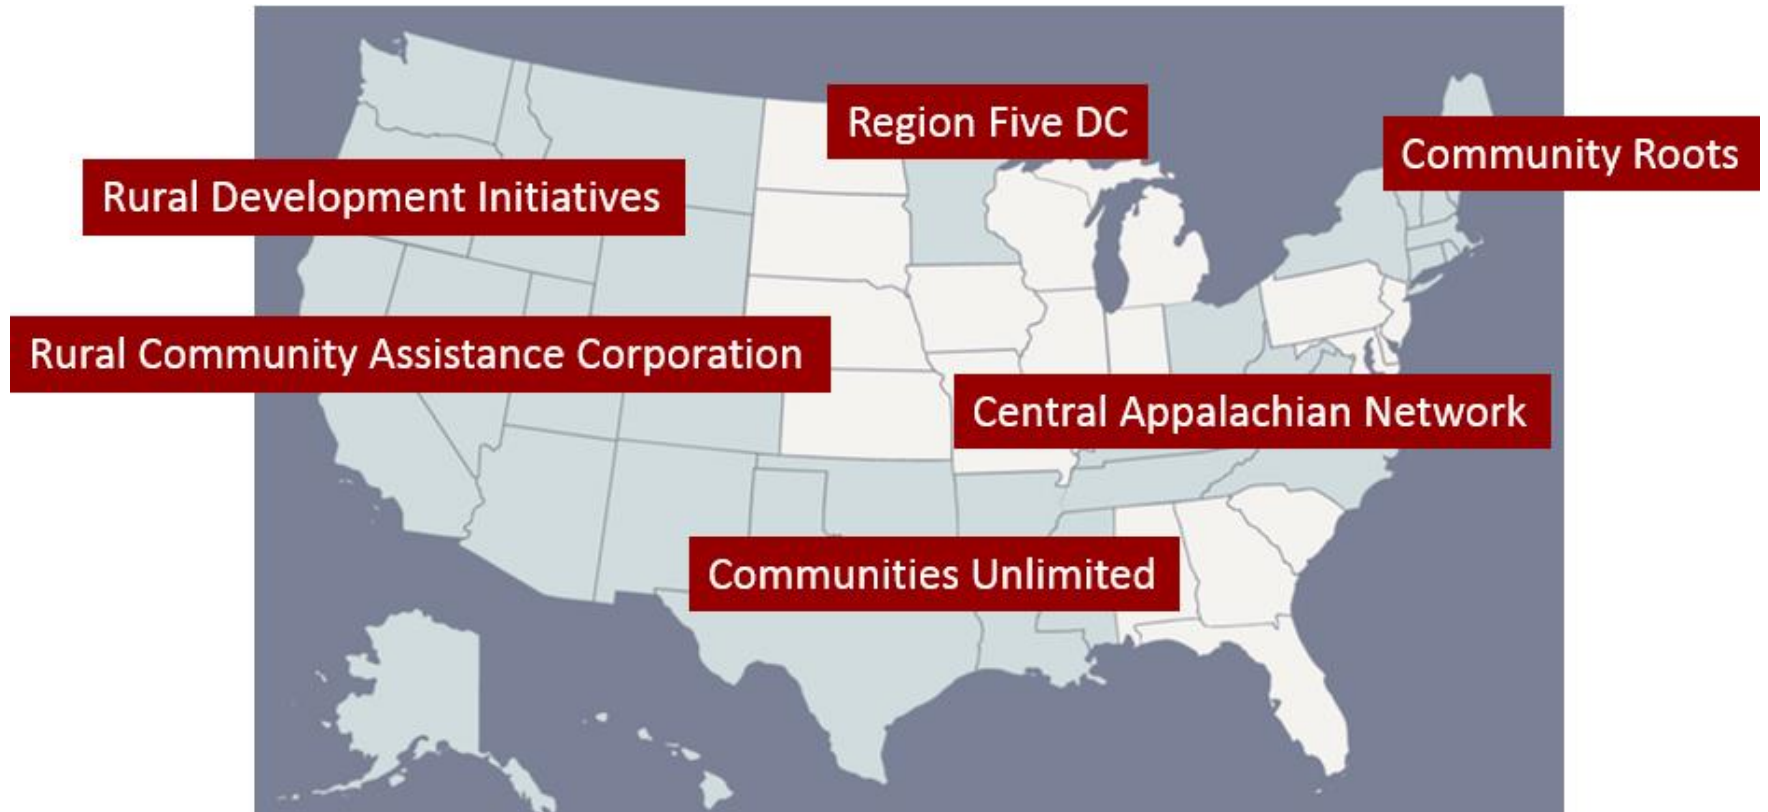 Region Five DC
Community Roots
Rural Development Initiatives
Rural Community Assistance Corporation
Central Appalachian Network
Communities Unlimited